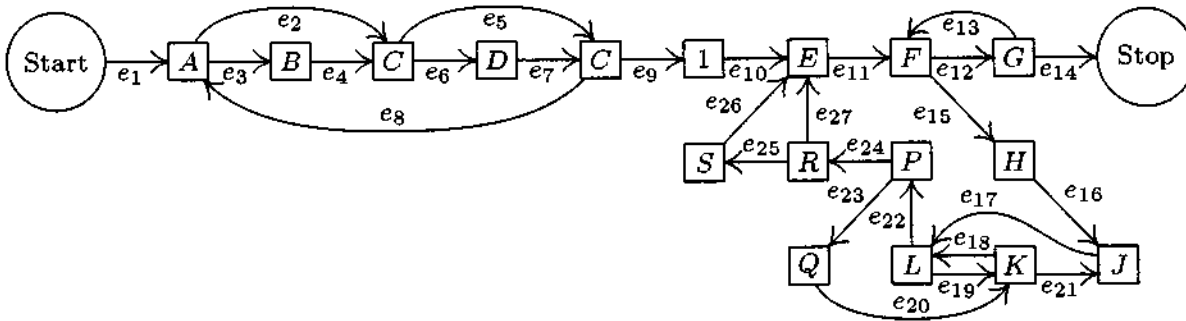 e2 e5 e13
Start A B C D C 1 E F G Stop
e1 e3 e4 e6 e7 e9 e10 e11 e12 e14
e8
e26 e27 e15
S e25 R e24 P H
e23 e22 e17 e16
e18
Q L K J
e20 e19 e21